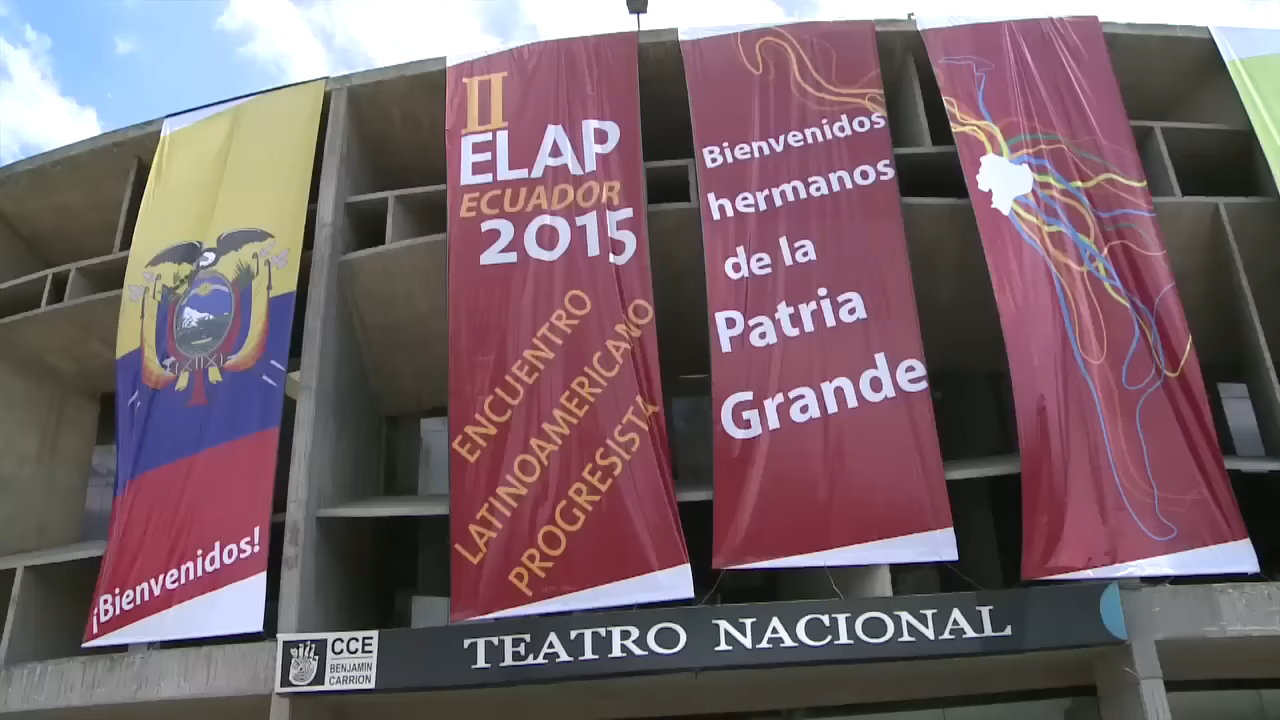 ¡Bienvenidos!
II
ELAP
ECUADOR
2015
ENCUENTRO
LATINOAMERICANO
PROGRESISTA
Bienvenidos
hermanos
de la
Patria
Grande
CCE
BENJAMIN
CARRION
TEATRO NACIONAL